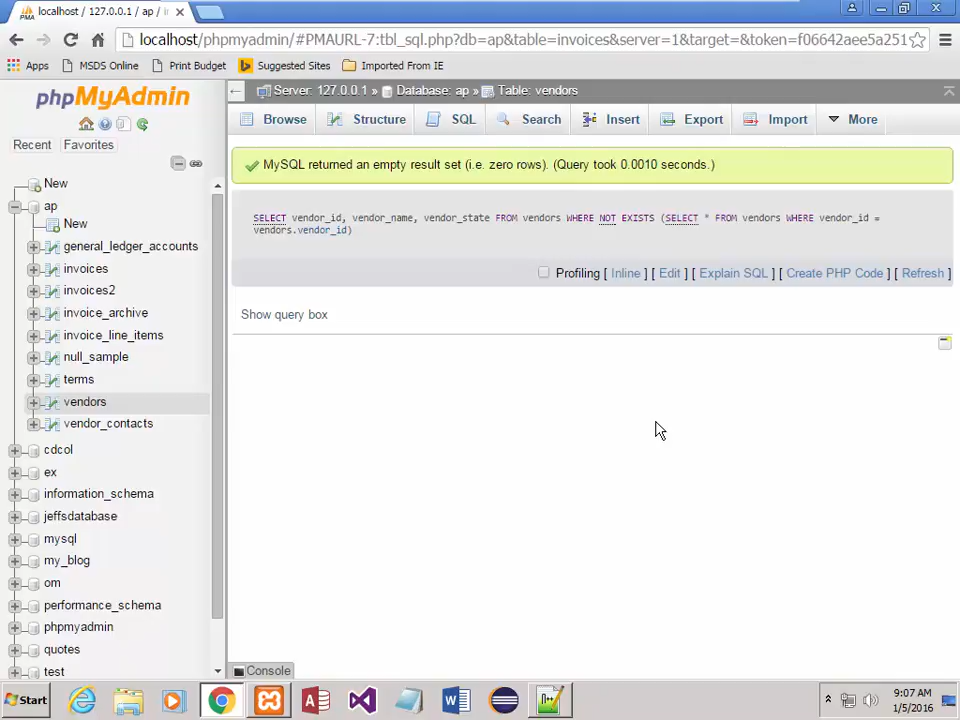 localhost / 127.0.0.1 / ap / i
localhost/phpmyadmin/#PMAURL-7:tbl_sql.php?db=ap&table=invoices&server=1&target=&token=f06642aee5a251
Apps MSDS Online Print Budget Suggested Sites Imported From IE
phpMyAdmin
Recent Favorites
New
ap
New
general_ledger_accounts
invoices
invoices2
invoice_archive
invoice_line_items
null_sample
terms
vendors
vendor_contacts
cdcol
ex
information_schema
jeffsdatabase
mysql
my_blog
om
performance_schema
phpmyadmin
quotes
test
Server: 127.0.0.1 » Database: ap » Table: vendors
Browse Structure SQL Search Insert Export Import More
MySQL returned an empty result set (i.e. zero rows). (Query took 0.0010 seconds.)
SELECT vendor_id, vendor_name, vendor_state FROM vendors WHERE NOT EXISTS (SELECT * FROM vendors WHERE vendor_id =
vendors.vendor_id)
Profiling [ Inline ] [ Edit ] [ Explain SQL ] [ Create PHP Code ] [ Refresh ]
Show query box
Console
Start
9:07 AM
1/5/2016